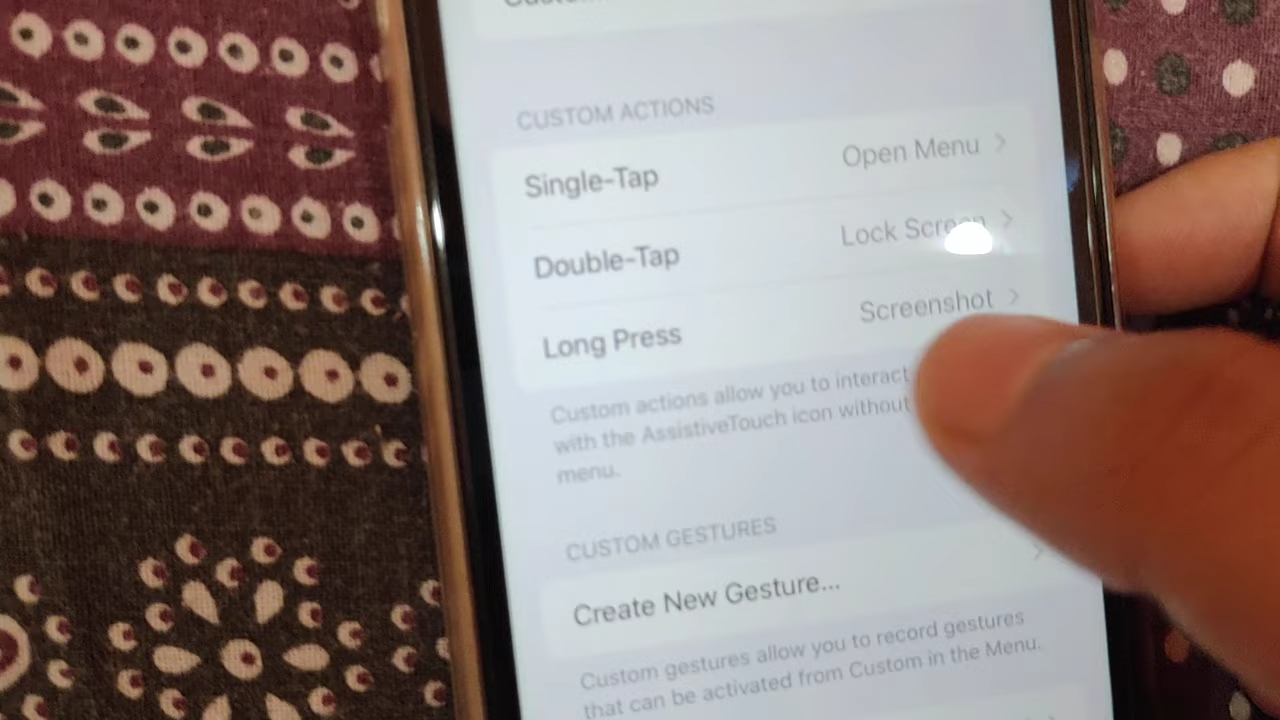 CUSTOM ACTIONS
Single-Tap Open Menu
Double-Tap Lock Screen
Long Press Screenshot
Custom actions allow you to interact
with the AssistiveTouch icon without
menu.
CUSTOM GESTURES
Create New Gesture...
Custom gestures allow you to record gestures
that can be activated from Custom in the Menu.